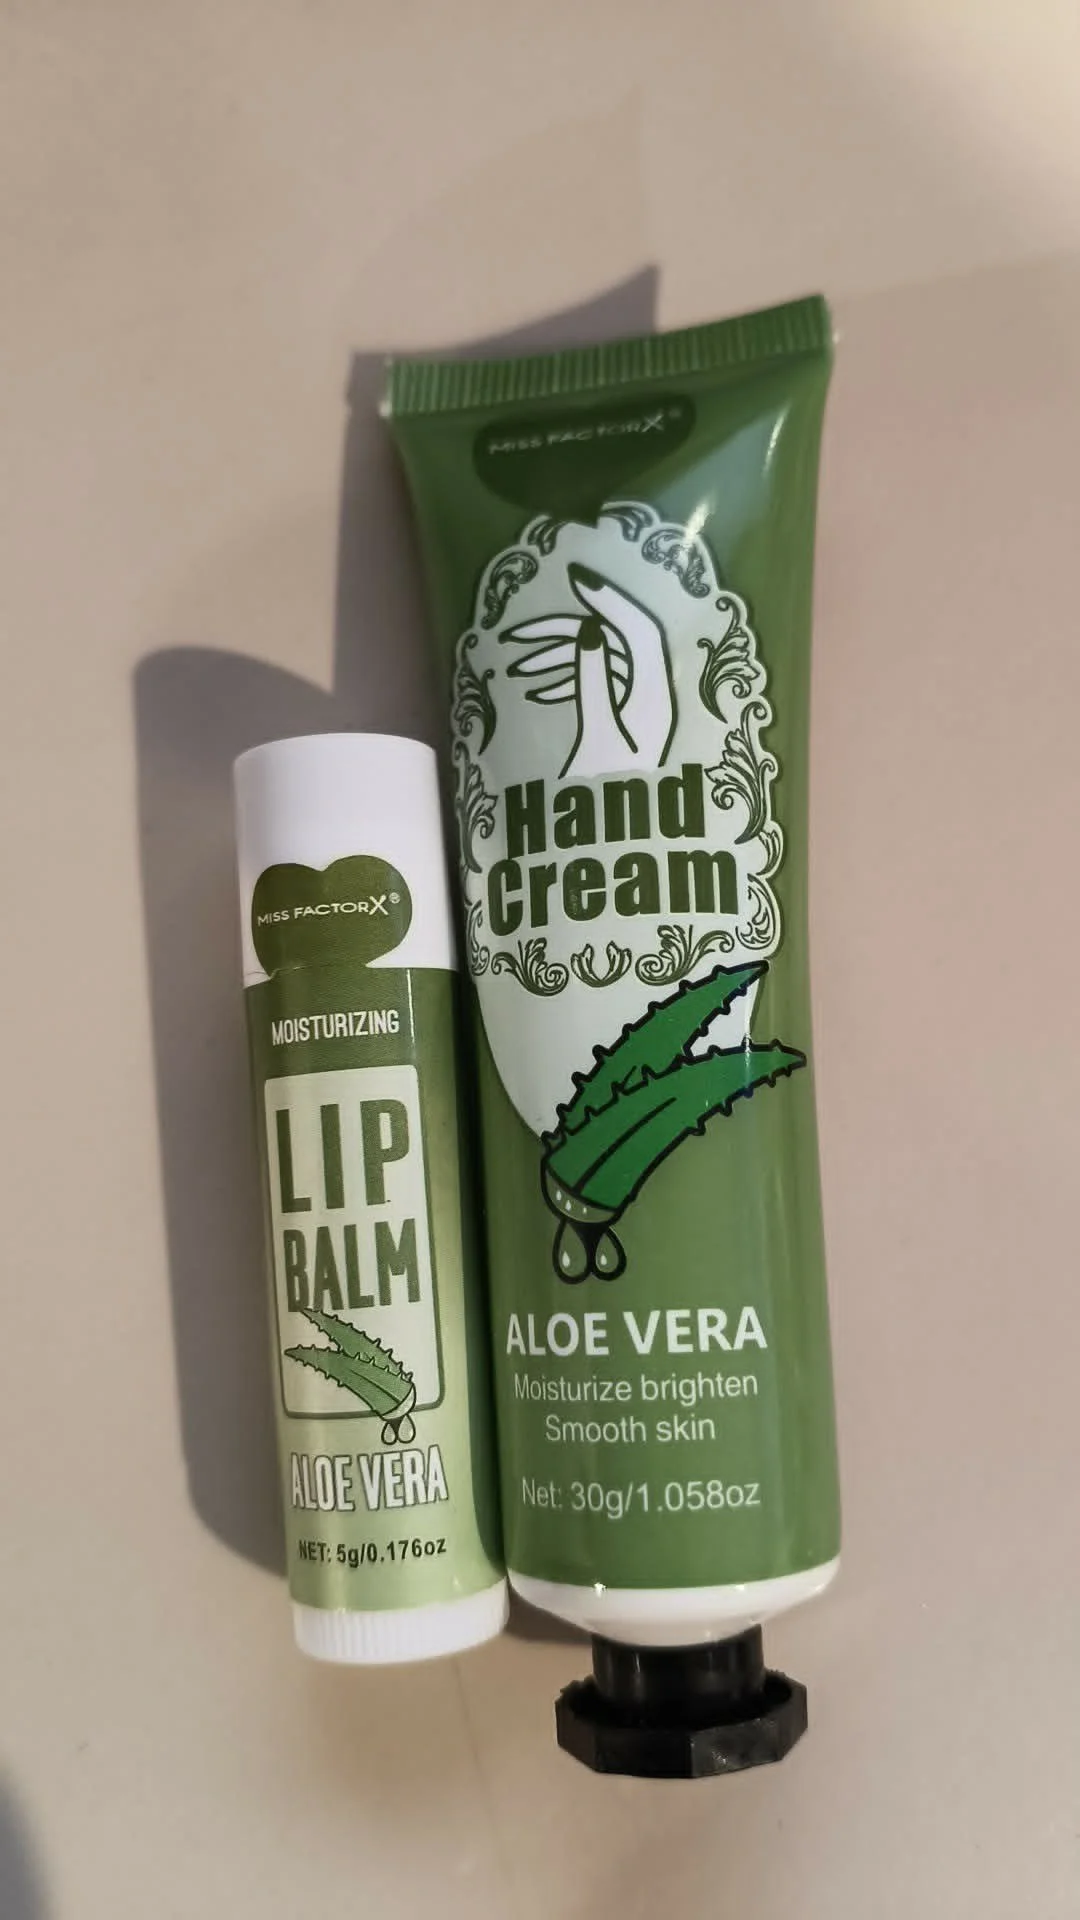 MISS FACTORX®
Hand
Cream
ALOE VERA
Moisturize brighten
Smooth skin
Net: 30g/1.058oz
MISS FACTORX®
MOISTURIZING
LIP
BALM
ALOE VERA
NET: 5g/0.176oz